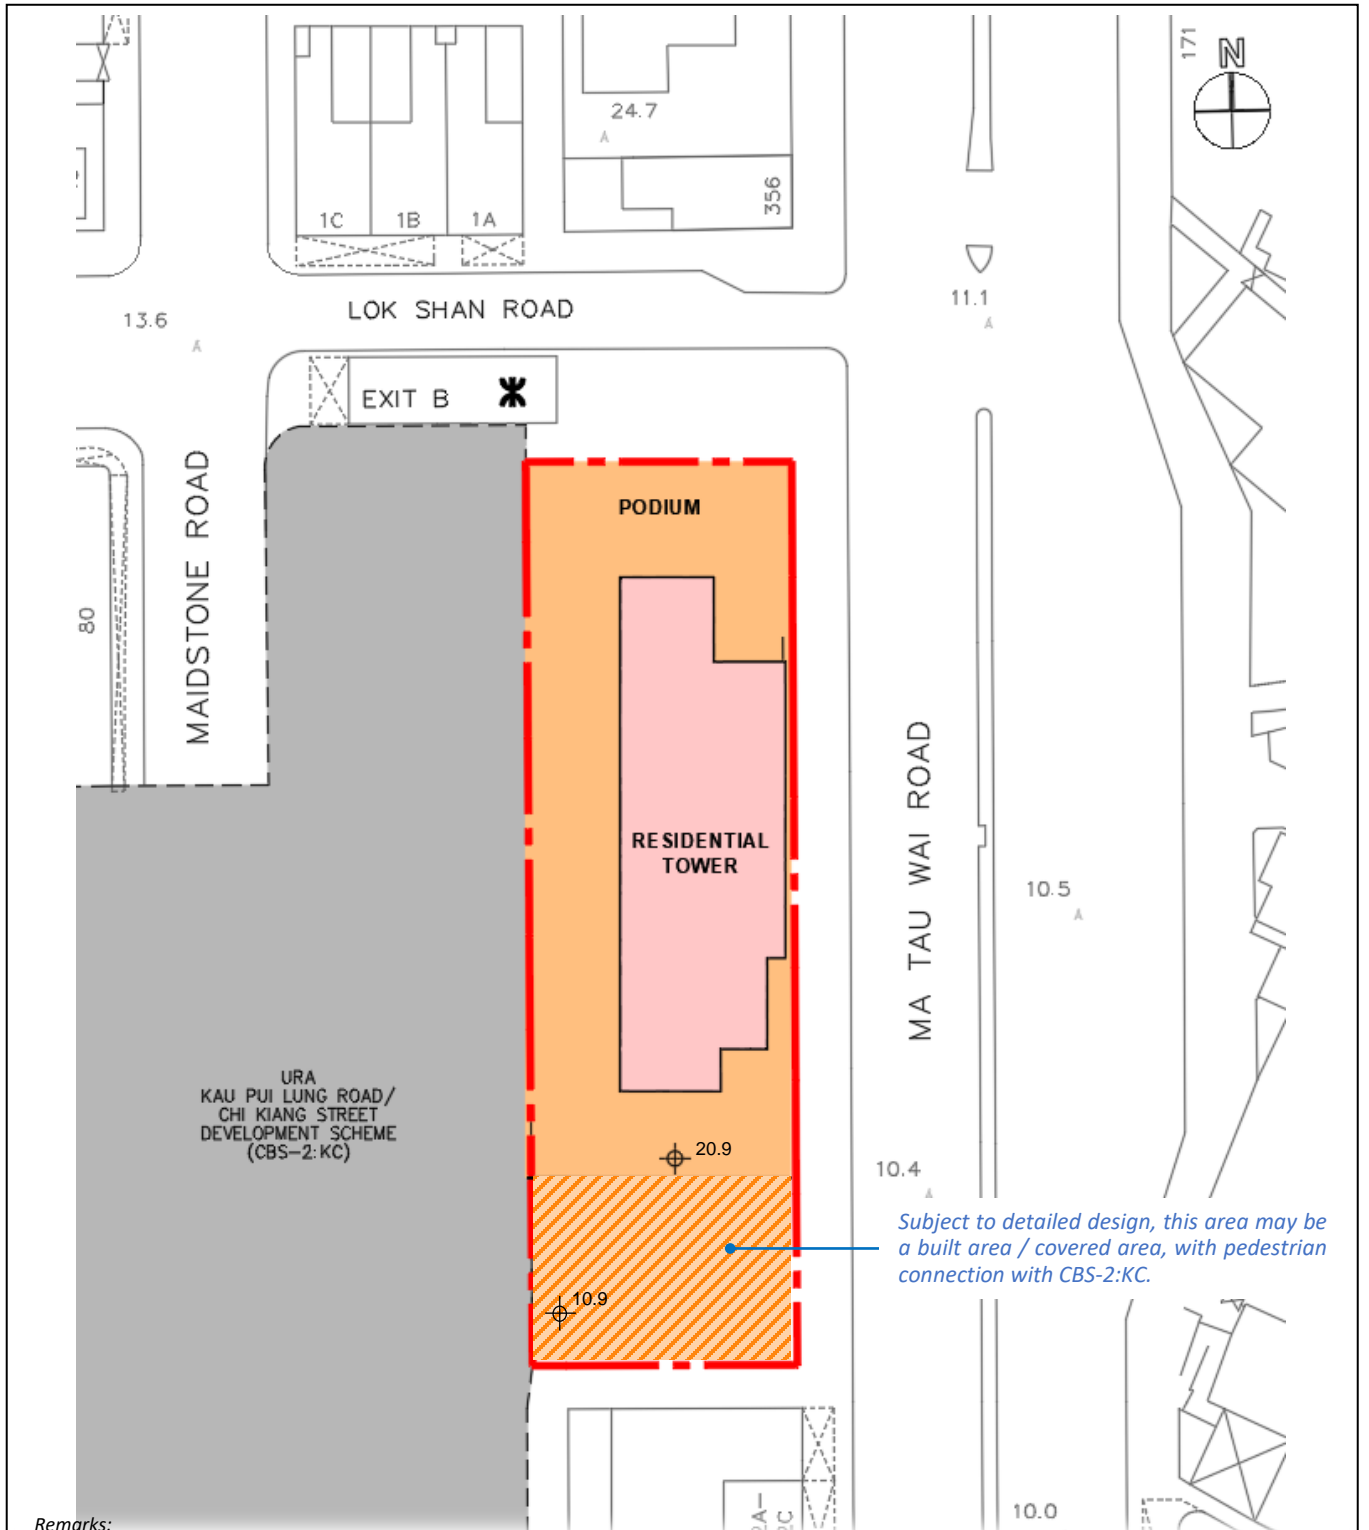 171
N
24.7
356
1C 1B 1A
LOK SHAN ROAD
11.1
13.6
EXIT B
MAIDSTONE ROAD
80
PODIUM
RESIDENTIAL
TOWER
MA TAU WAI ROAD
10.5
URA
KAU PUI LUNG ROAD/
CHI KIANG STREET
DEVELOPMENT SCHEME
(CBS-2:KC)
20.9
10.4
Subject to detailed design, this area may be
a built area / covered area, with pedestrian
connection with CBS-2:KC.
10.9
10.0
Remarks: